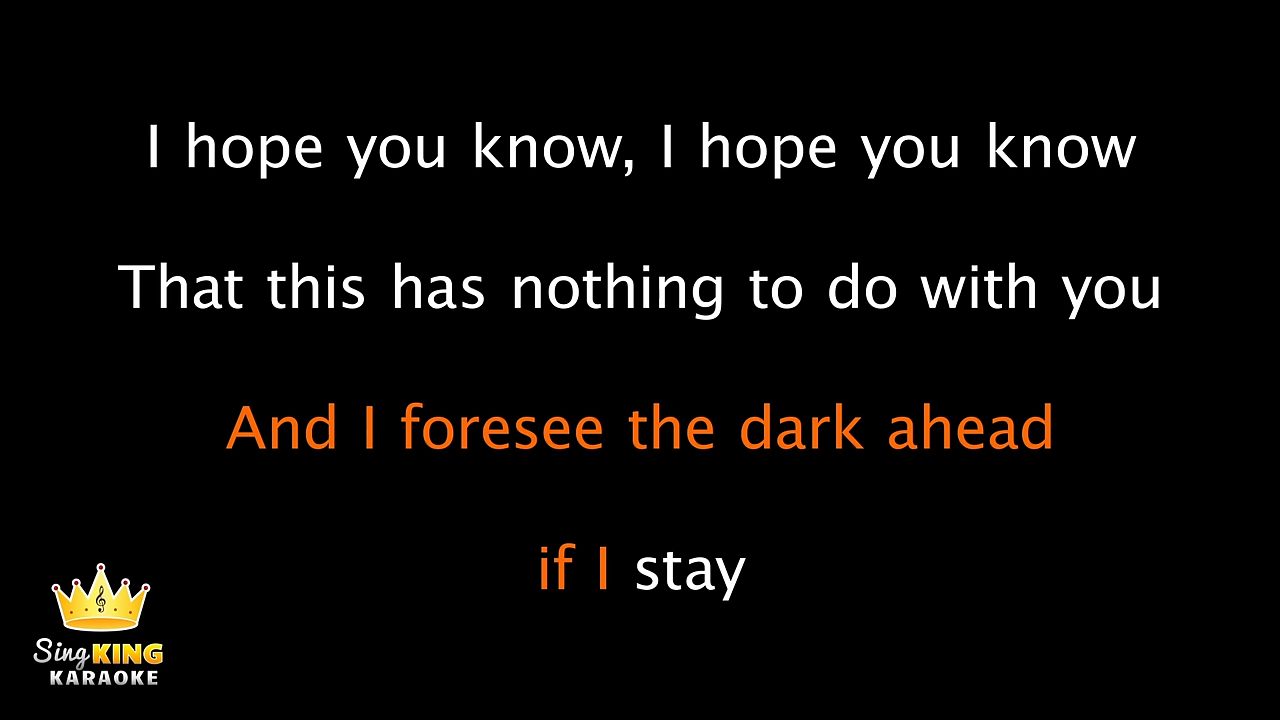 I hope you know, I hope you know
That this has nothing to do with you
And I foresee the dark ahead
if I stay
Sing KING
KARAOKE